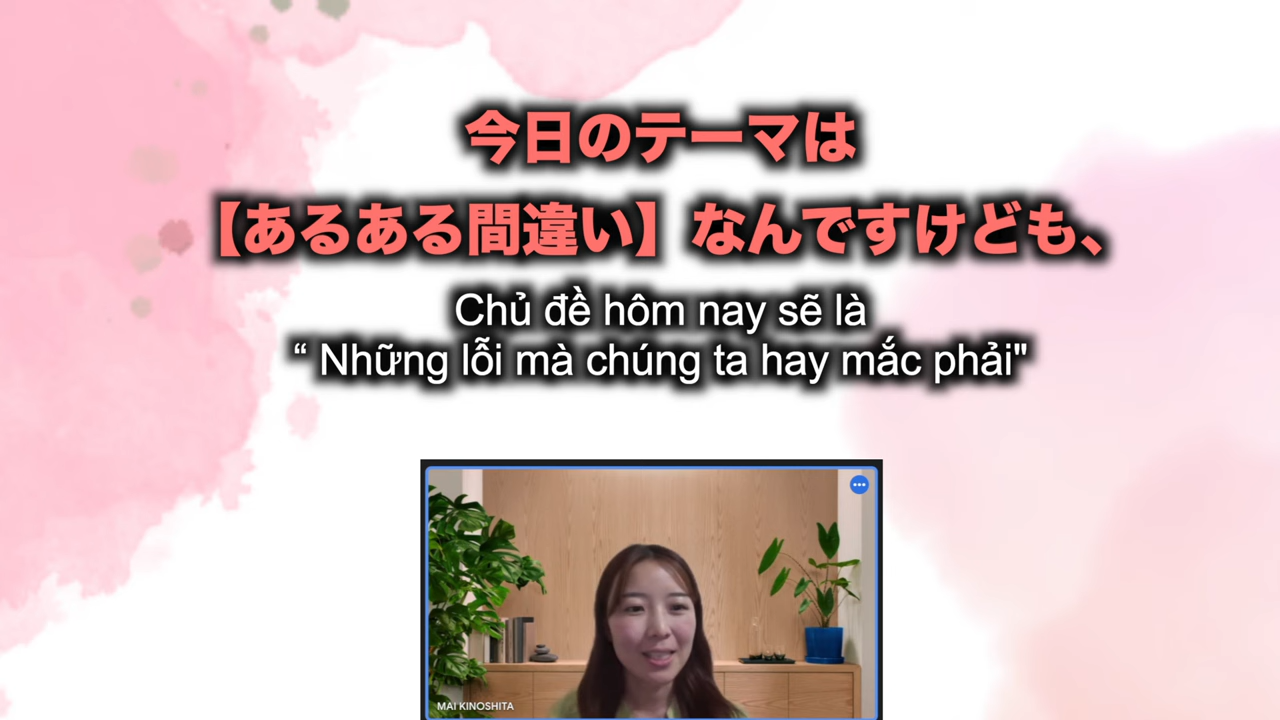 今日のテーマは
【あるある間違い】なんですけども、
Chủ đề hôm nay sẽ là
“ Những lỗi mà chúng ta hay mắc phải"
MAI KINOSHITA